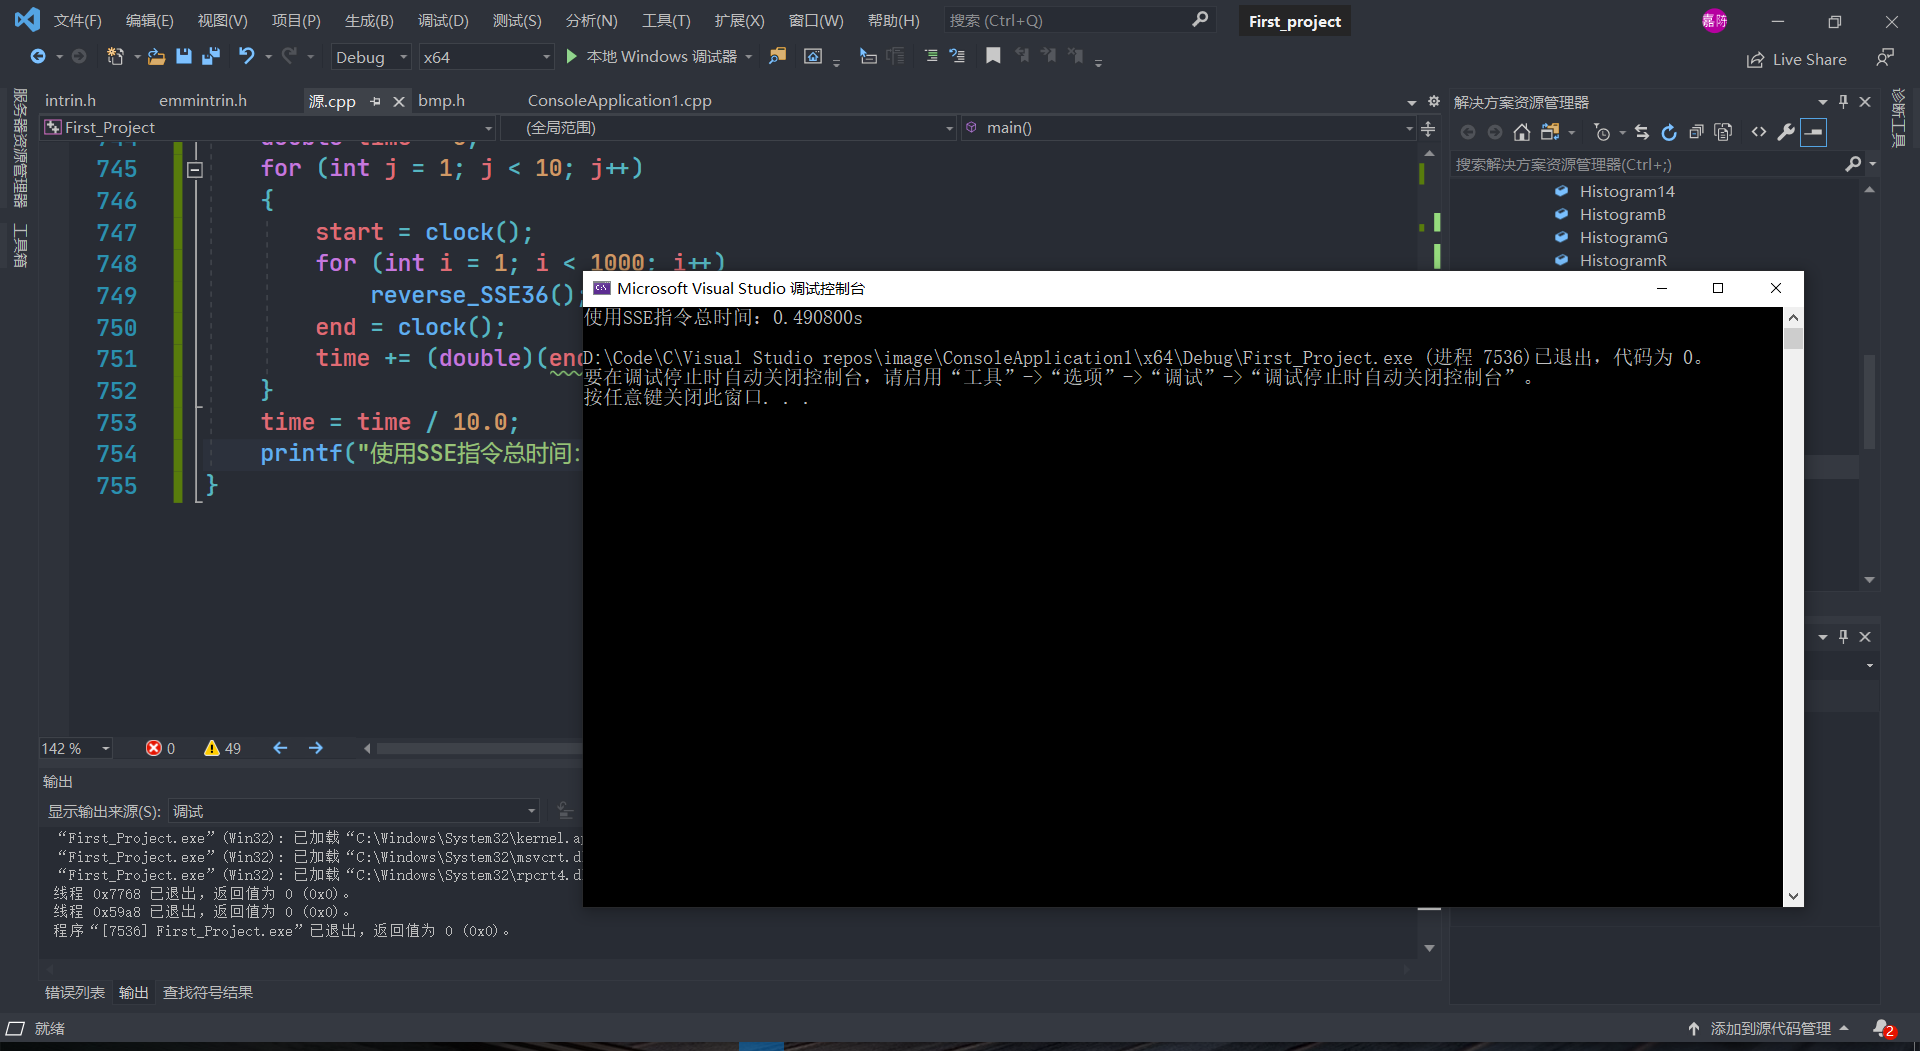 文件(F) 编辑(E) 视图(V) 项目(P) 生成(B) 调试(D) 测试(S) 分析(N) 工具(T) 扩展(X) 窗口(W) 帮助(H) 搜索 (Ctrl+Q) First_project 嘉陈
Debug x64 本地 Windows 调试器 Live Share
服务器资源管理器
工具箱
intrin.h emmintrin.h 源.cpp bmp.h ConsoleApplication1.cpp
First_Project (全局范围) main()
745 for (int j = 1; j < 10; j++)
746 {
747 start = clock();
748 for (int i = 1; i < 1000; i++)
749 reverse_SSE36();
750 end = clock();
751 time += (double)(end
752 }
753 time = time / 10.0;
754 printf("使用SSE指令总时间:
755 }
Microsoft Visual Studio 调试控制台
使用SSE指令总时间: 0.490800s
D:\Code\C\Visual Studio repos\image\ConsoleApplication1\x64\Debug\First_Project.exe (进程 7536)已退出，代码为 0。
要在调试停止时自动关闭控制台，请启用“工具”->“选项”->“调试”->“调试停止时自动关闭控制台”。
按任意键关闭此窗口. . .
解决方案资源管理器
搜索解决方案资源管理器(Ctrl+;)
Histogram14
HistogramB
HistogramG
HistogramR
诊断工具
142 % 0 49
输出
显示输出来源(S): 调试
“First_Project.exe”(Win32): 已加载“C:\Windows\System32\kernel.ap
“First_Project.exe”(Win32): 已加载“C:\Windows\System32\msvcrt.d
“First_Project.exe”(Win32): 已加载“C:\Windows\System32\rpcrt4.d
线程 0x7768 已退出，返回值为 0 (0x0)。
线程 0x59a8 已退出，返回值为 0 (0x0)。
程序“[7536] First_Project.exe”已退出，返回值为 0 (0x0)。
错误列表 输出 查找符号结果
就绪 添加到源代码管理 2